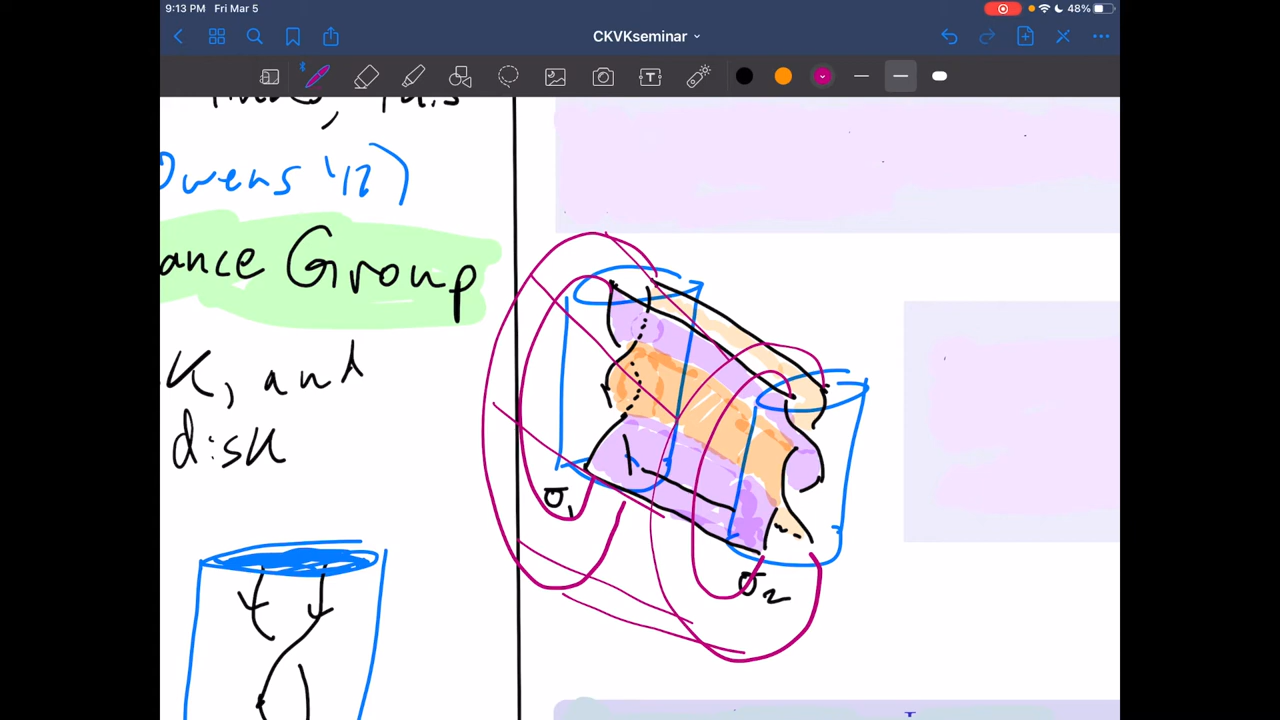 9:13 PM Fri Mar 5
48%
CKVKseminar
T
Owens '12)
ance Group
K, and
disk
σ1
σ2